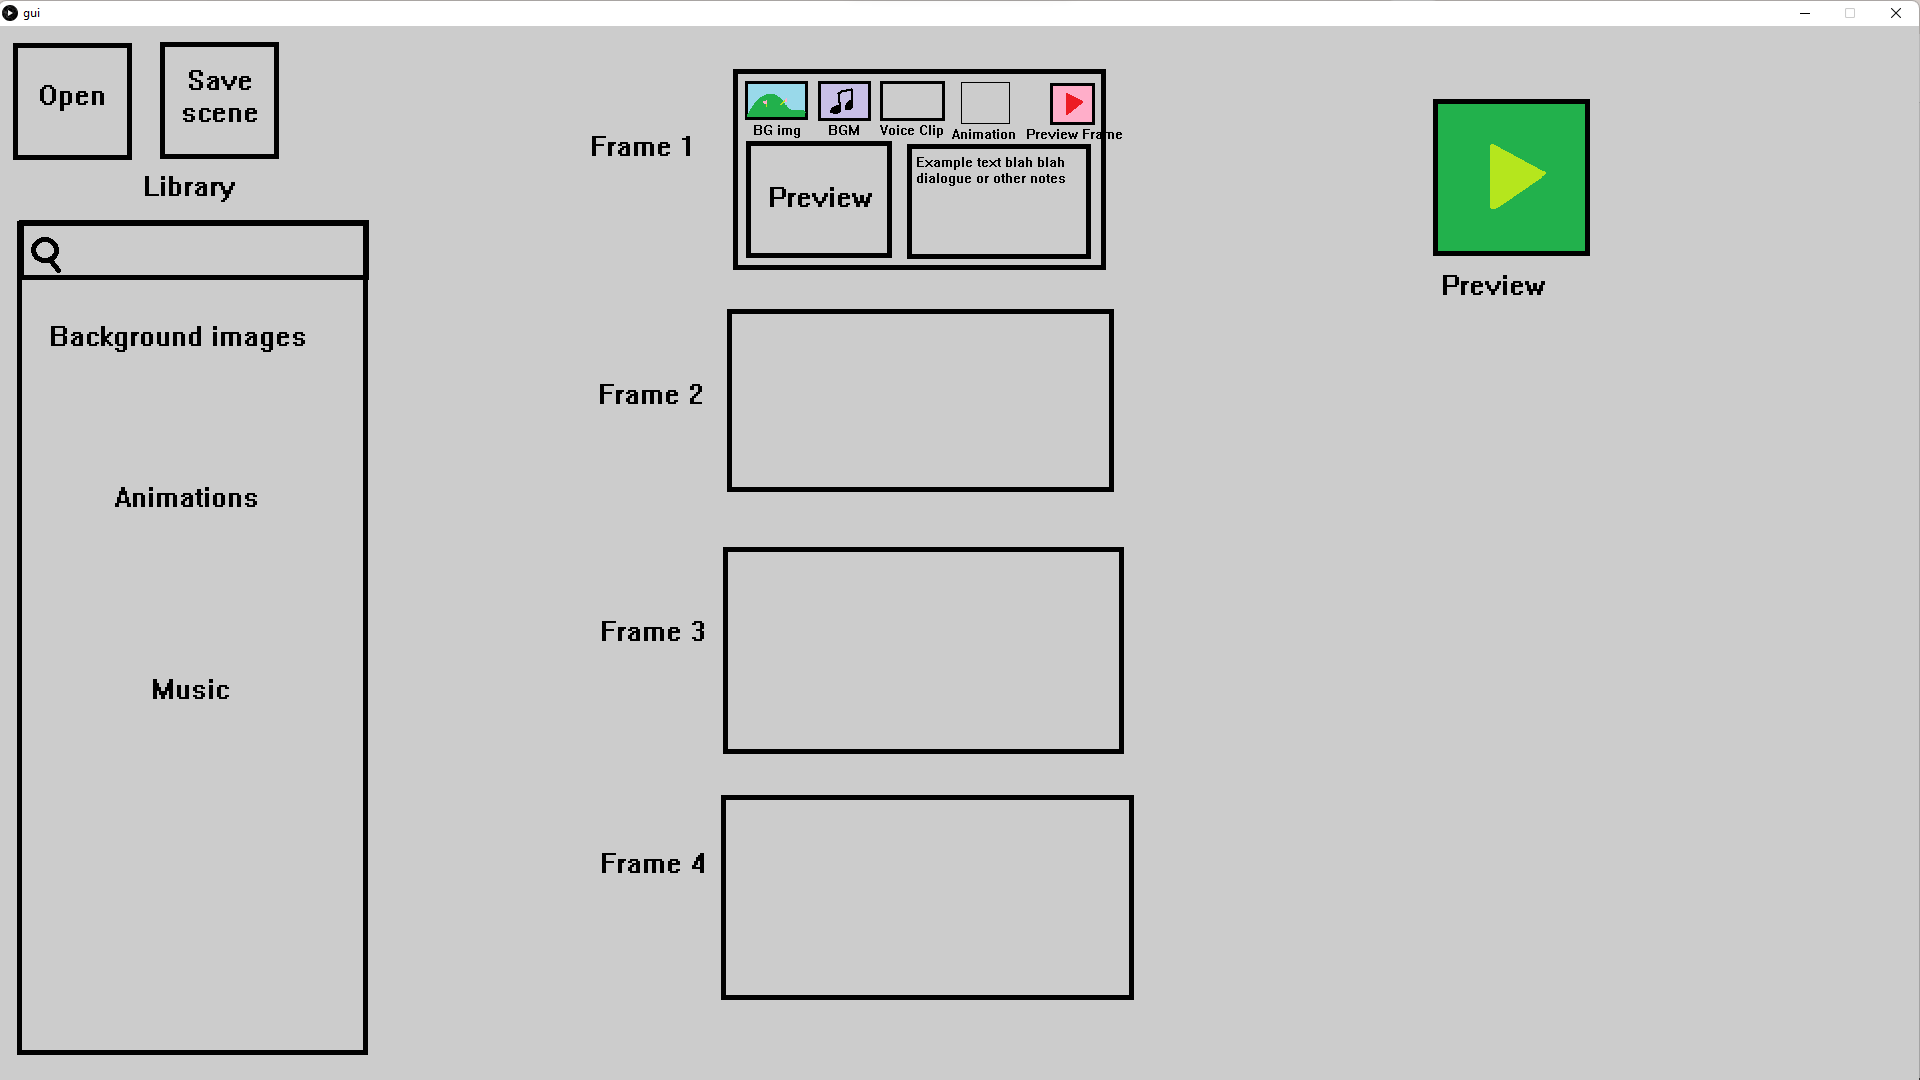 gui
Open
Save
scene
Library
Background images
Animations
Music
Frame 1
BG img
BGM
Voice Clip
Animation
Preview Frame
Preview
Example text blah blah
dialogue or other notes
Frame 2
Frame 3
Frame 4
Preview